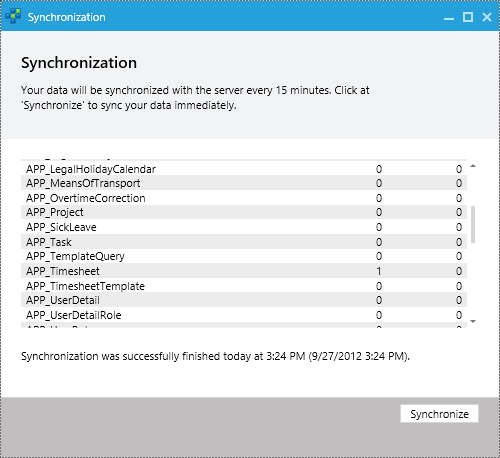 Synchronization
Synchronization
Your data will be synchronized with the server every 15 minutes. Click at
'Synchronize' to sync your data immediately.
APP_LegalHolidayCalendar 0 0
APP_MeansOfTransport 0 0
APP_OvertimeCorrection 0 0
APP_Project 0 0
APP_SickLeave 0 0
APP_Task 0 0
APP_TemplateQuery 0 0
APP_Timesheet 1 0
APP_TimesheetTemplate 0 0
APP_UserDetail 0 0
APP_UserDetailRole 0 0
Synchronization was successfully finished today at 3:24 PM (9/27/2012 3:24 PM).
Synchronize